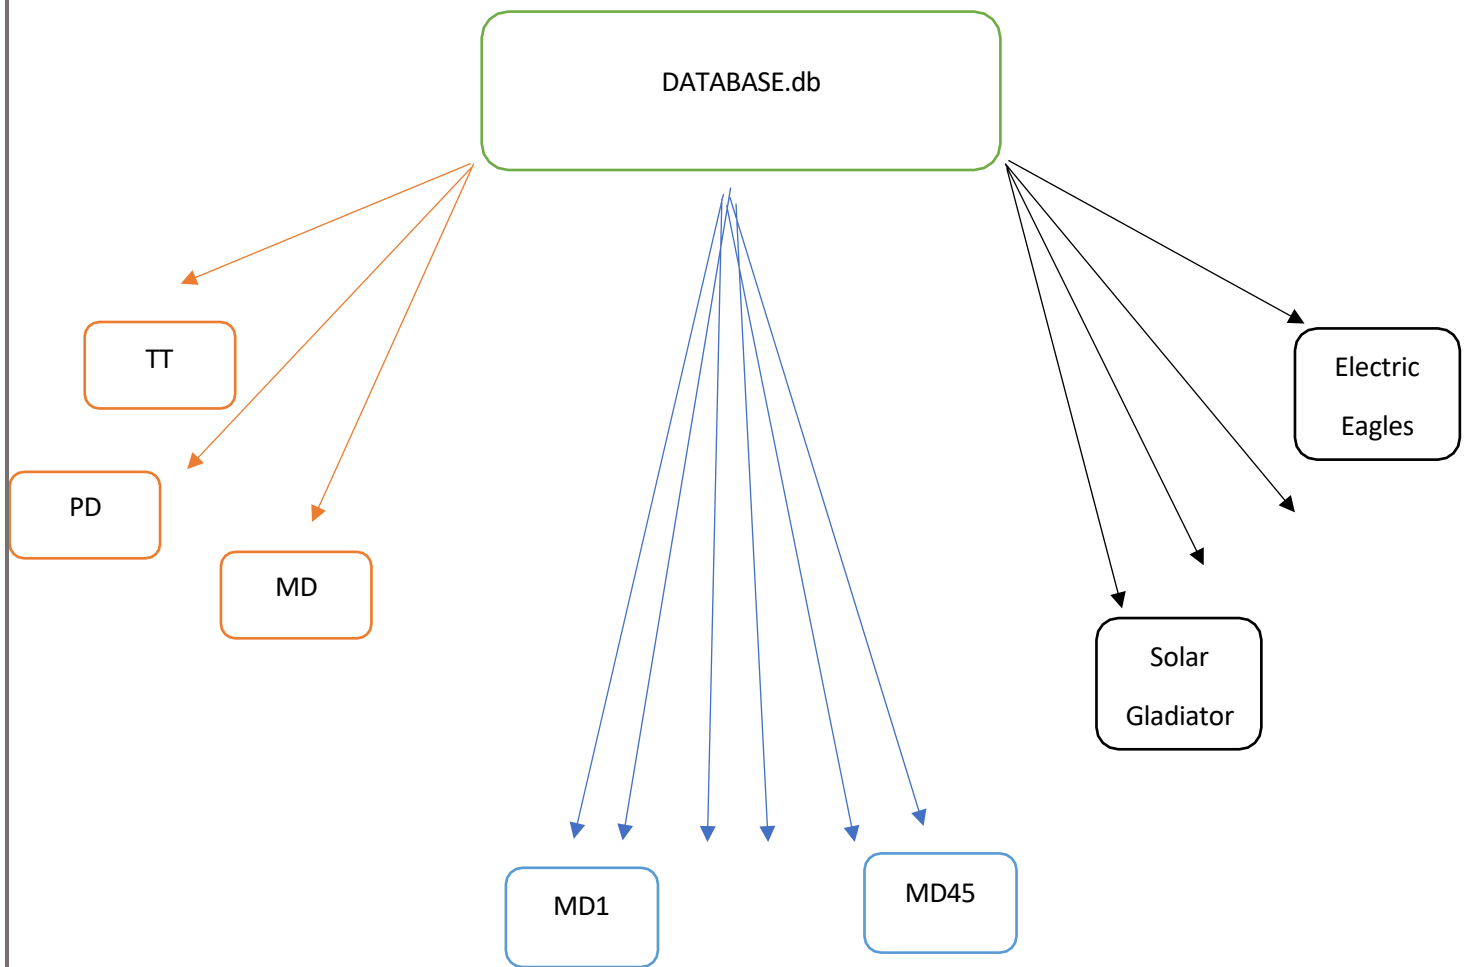 DATABASE.db
TT
Electric
Eagles
PD
MD
Solar
Gladiator
MD1
MD45